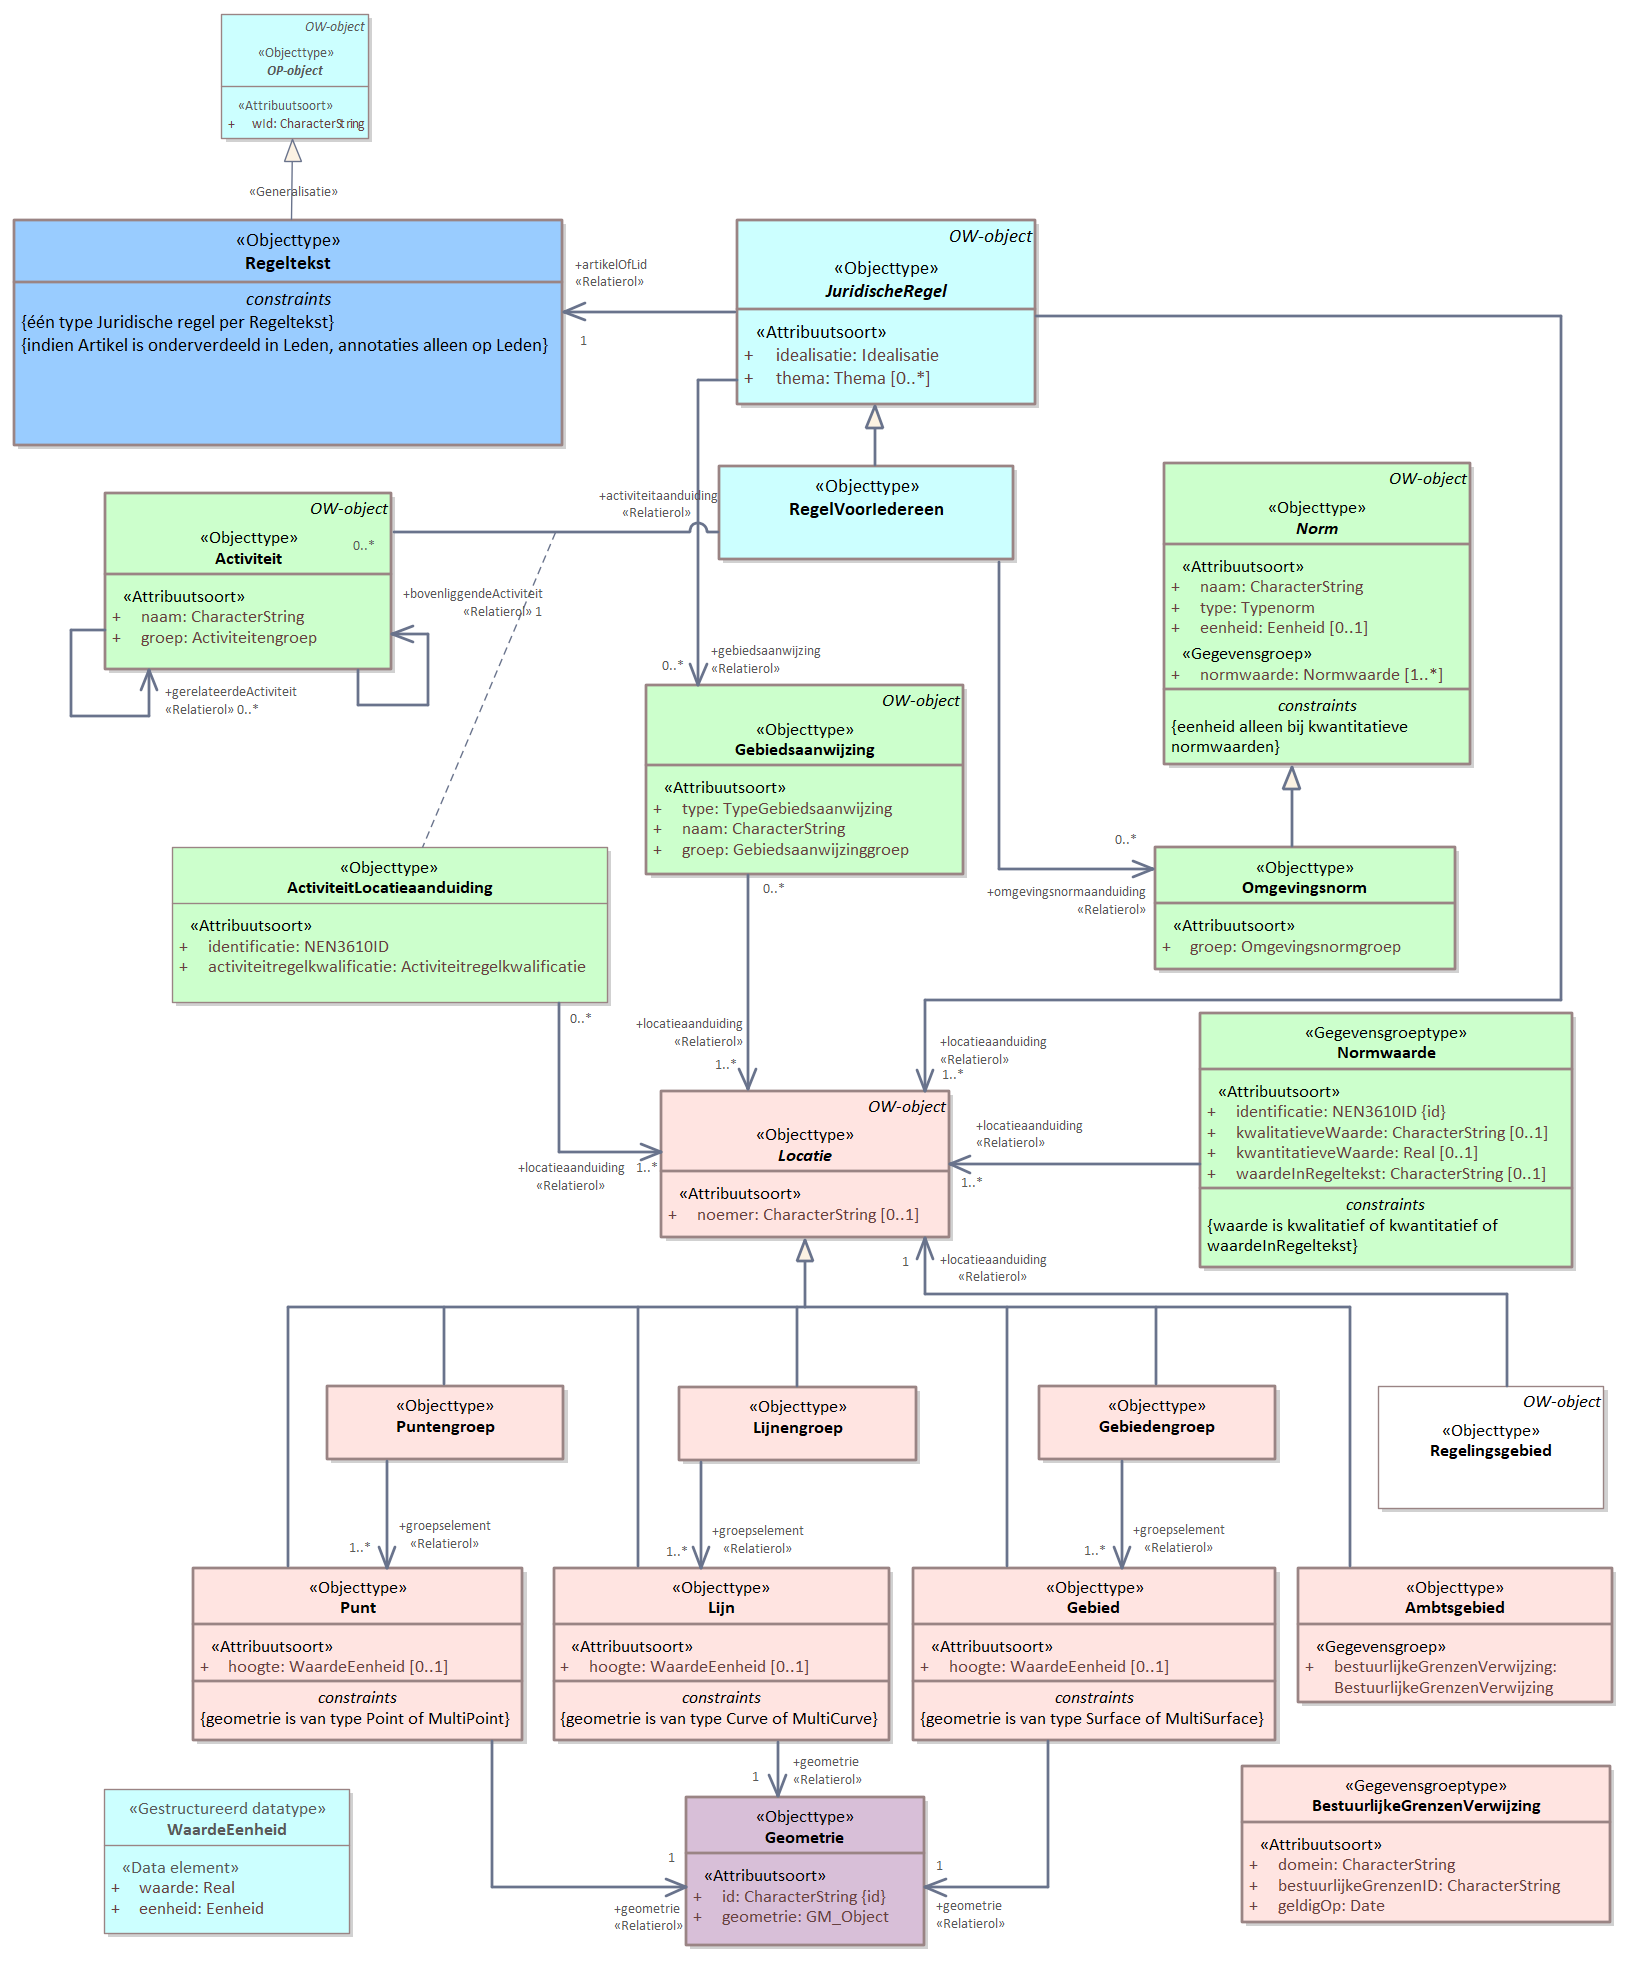 OW-object
«Objecttype»
OP-object
«Attribuutsoort»
+ wId: CharacterString
«Generalisatie»
«Objecttype»
Regeltekst
constraints
{één type Juridische regel per Regeltekst}
{indien Artikel is onderverdeeld in Leden, annotaties alleen op Leden}
+artikelOfLid
«Relatierol»
1
OW-object
«Objecttype»
JuridischeRegel
«Attribuutsoort»
+ idealisatie: Idealisatie
+ thema: Thema [0..*]
«Objecttype»
RegelVoorIedereen
+activiteitaanduiding
«Relatierol»
0..*
OW-object
«Objecttype»
Activiteit
«Attribuutsoort»
+ naam: CharacterString
+ groep: Activiteitengroep
+bovenliggendeActiviteit
«Relatierol» 1
+gerelateerdeActiviteit
«Relatierol» 0..*
OW-object
«Objecttype»
Norm
«Attribuutsoort»
+ naam: CharacterString
+ type: Typenorm
+ eenheid: Eenheid [0..1]
«Gegevensgroep»
+ normwaarde: Normwaarde [1..*]
constraints
{eenheid alleen bij kwantitatieve
normwaarden}
+gebiedsaanwijzing
0..* «Relatierol»
OW-object
«Objecttype»
Gebiedsaanwijzing
«Attribuutsoort»
+ type: TypeGebiedsaanwijzing
+ naam: CharacterString
+ groep: Gebiedsaanwijzinggroep
0..*
0..*
+omgevingsnormaanduiding
«Relatierol»
«Objecttype»
Omgevingsnorm
«Attribuutsoort»
+ groep: Omgevingsnormgroep
«Objecttype»
ActiviteitLocatieaanduiding
«Attribuutsoort»
+ identificatie: NEN3610ID
+ activiteitregelkwalificatie: Activiteitregelkwalificatie
0..*
+locatieaanduiding
«Relatierol»
1..*
+locatieaanduiding
«Relatierol»
1..*
«Gegevensgroeptype»
Normwaarde
«Attribuutsoort»
+ identificatie: NEN3610ID {id}
+ kwalitatieveWaarde: CharacterString [0..1]
+ kwantitatieveWaarde: Real [0..1]
+ waardeInRegeltekst: CharacterString [0..1]
constraints
{waarde is kwalitatief of kwantitatief of
waardeInRegeltekst}
OW-object
«Objecttype»
Locatie
«Attribuutsoort»
+ noemer: CharacterString [0..1]
+locatieaanduiding
«Relatierol»
1..*
+locatieaanduiding 1..*
«Relatierol»
1 +locatieaanduiding
«Relatierol»
«Objecttype»
Puntengroep
«Objecttype»
Lijnengroep
«Objecttype»
Gebiedengroep
OW-object
«Objecttype»
Regelingsgebied
+groepselement
1..* «Relatierol»
+groepselement
1..* «Relatierol»
+groepselement
1..* «Relatierol»
«Objecttype»
Punt
«Attribuutsoort»
+ hoogte: WaardeEenheid [0..1]
constraints
{geometrie is van type Point of MultiPoint}
«Objecttype»
Lijn
«Attribuutsoort»
+ hoogte: WaardeEenheid [0..1]
constraints
{geometrie is van type Curve of MultiCurve}
«Objecttype»
Gebied
«Attribuutsoort»
+ hoogte: WaardeEenheid [0..1]
constraints
{geometrie is van type Surface of MultiSurface}
«Objecttype»
Ambtsgebied
«Gegevensgroep»
+ bestuurlijkeGrenzenVerwijzing:
BestuurlijkeGrenzenVerwijzing
+geometrie
1 «Relatierol»
«Gestructureerd datatype»
WaardeEenheid
«Data element»
+ waarde: Real
+ eenheid: Eenheid
1
+geometrie
«Relatierol»
«Objecttype»
Geometrie
«Attribuutsoort»
+ id: CharacterString {id}
+ geometrie: GM_Object
1
+geometrie
«Relatierol»
«Gegevensgroeptype»
BestuurlijkeGrenzenVerwijzing
«Attribuutsoort»
+ domein: CharacterString
+ bestuurlijkeGrenzenID: CharacterString
+ geldigOp: Date